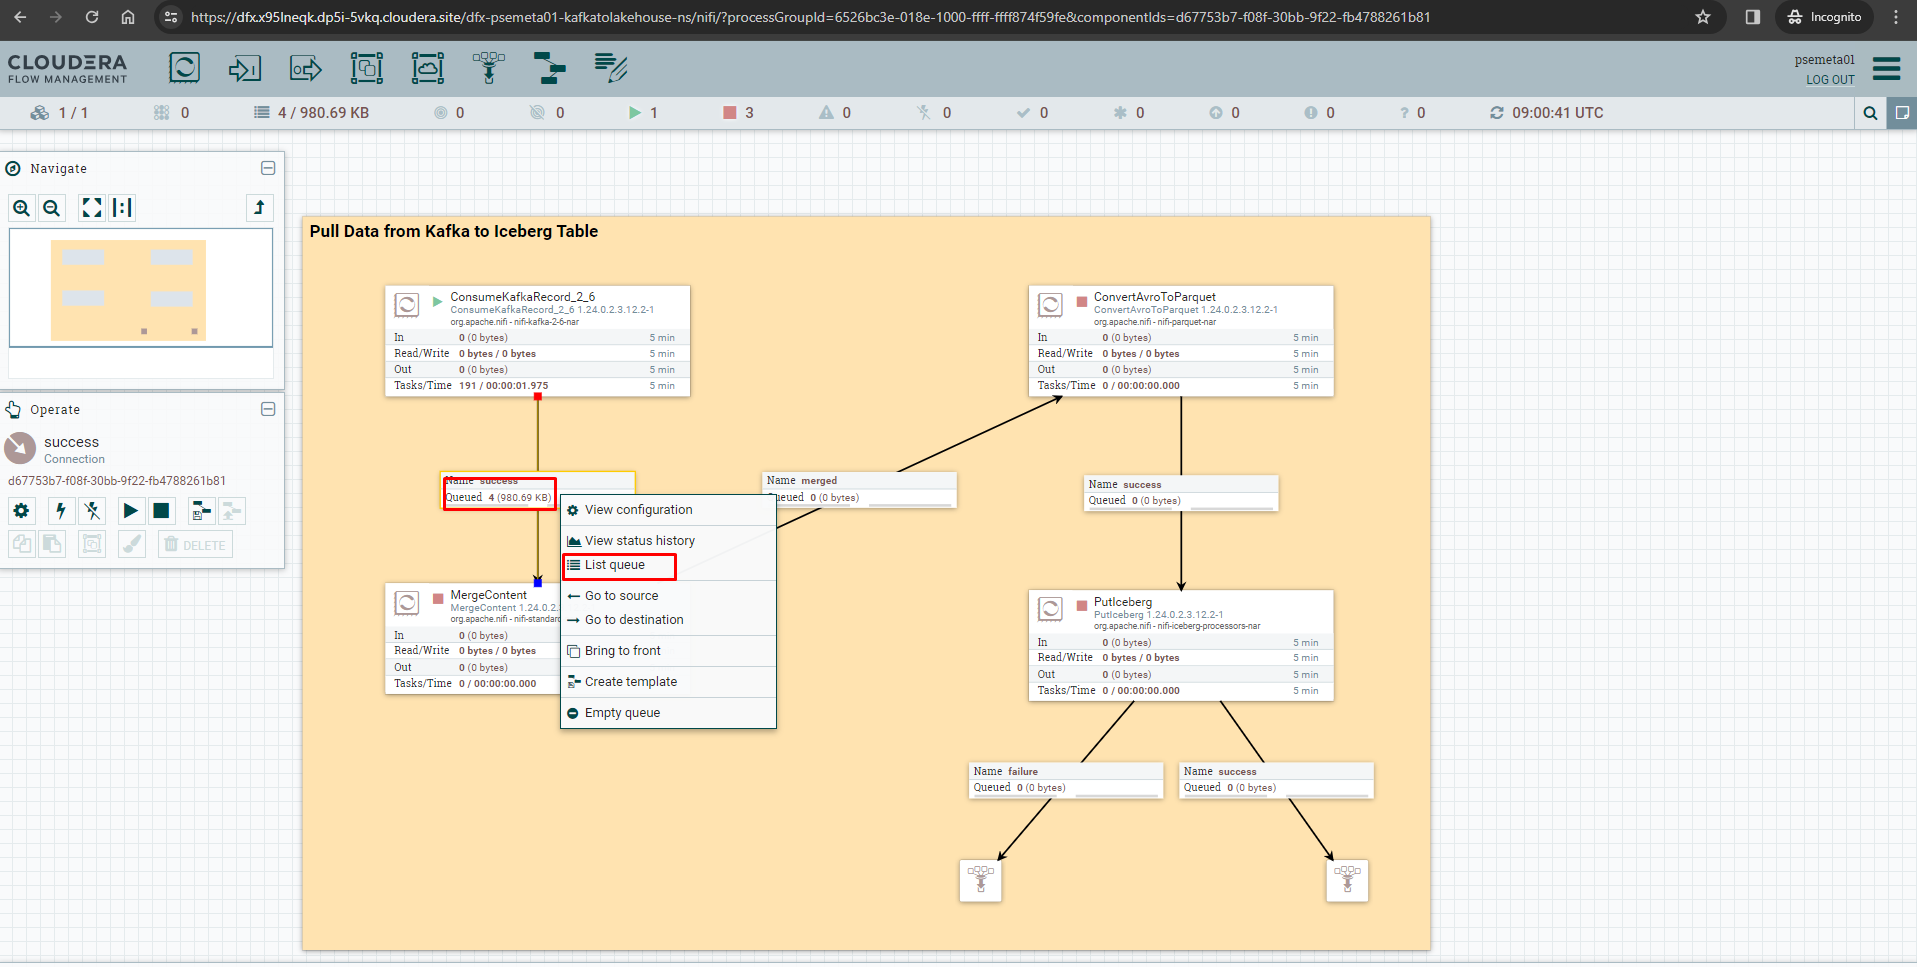 https://dfx.x95lneqk.dp5i-5vkq.cloudera.site/dfx-psemeta01-kafkatolakehouse-ns/nifi/?processGroupId=6526bc3e-018e-1000-ffff-ffff874f59fe&componentIds=d67753b7-f08f-30bb-9f22-fb4788261b81
Incognito
CLOUDERA
FLOW MANAGEMENT
psemeta01
LOG OUT
1 / 1
0
4 / 980.69 KB
0
0
1
3
0
0
0
0
0
0
? 0
09:00:41 UTC
Navigate
Operate
success
Connection
d67753b7-f08f-30bb-9f22-fb4788261b81
DELETE
Pull Data from Kafka to Iceberg Table
ConsumeKafkaRecord_2_6
ConsumeKafkaRecord_2_6 1.24.0.2.3.12.2-1
org.apache.nifi - nifi-kafka-2-6-nar
In 0 (0 bytes) 5 min
Read/Write 0 bytes / 0 bytes 5 min
Out 0 (0 bytes) 5 min
Tasks/Time 191 / 00:00:01.975 5 min
ConvertAvroToParquet
ConvertAvroToParquet 1.24.0.2.3.12.2-1
org.apache.nifi - nifi-parquet-nar
In 0 (0 bytes) 5 min
Read/Write 0 bytes / 0 bytes 5 min
Out 0 (0 bytes) 5 min
Tasks/Time 0 / 00:00:00.000 5 min
Name success
Queued 4 (980.69 KB)
Name merged
Queued 0 (0 bytes)
Name success
Queued 0 (0 bytes)
View configuration
View status history
List queue
Go to source
Go to destination
Bring to front
Create template
Empty queue
MergeContent
MergeContent 1.24.0.2.
org.apache.nifi - nifi-standard
In 0 (0 bytes)
Read/Write 0 bytes / 0 bytes
Out 0 (0 bytes)
Tasks/Time 0 / 00:00:00.000
PutIceberg
PutIceberg 1.24.0.2.3.12.2-1
org.apache.nifi - nifi-iceberg-processors-nar
In 0 (0 bytes) 5 min
Read/Write 0 bytes / 0 bytes 5 min
Out 0 (0 bytes) 5 min
Tasks/Time 0 / 00:00:00.000 5 min
Name failure
Queued 0 (0 bytes)
Name success
Queued 0 (0 bytes)